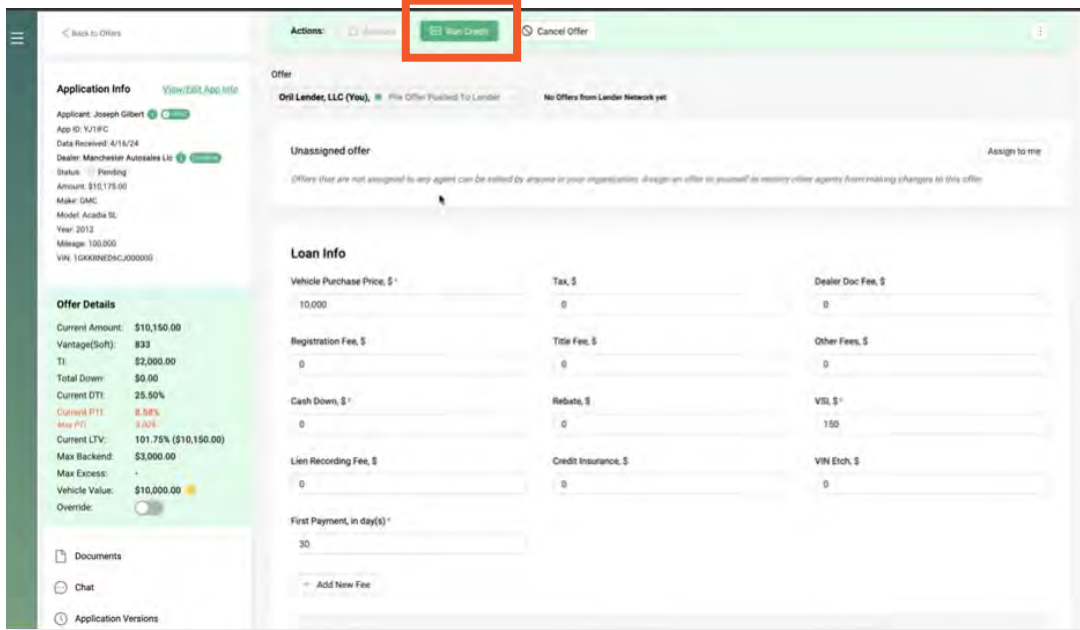 Back to Offers
Actions:
Run Credit
Cancel Offer
Application Info
View/Edit App Info
Applicant: Joseph Gilbert
App ID: YJ1IFC
Data Received: 4/16/24
Dealer: Manchester Autosales Llc
Status: Pending
Amount: $10,175.00
Make: GMC
Model: Acadia SL
Year: 2012
Mileage: 100,000
Offer
Oril Lender, LLC (You), Pre Offer Posted To Lender
No Offers from Lender Network yet
Unassigned offer
Assign to me
Offers that are not assigned to any agent can be edited by anyone in your organization. Assign an offer to yourself to restrict other agents from making changes to this offer.
Offer Details
Current Amount: $10,150.00
Vantage(Soft): 833
TI: $2,000.00
Total Down: $0.00
Current DTI: 25.50%
Current PTI: 8.58%
Max PTI:
Current LTV: 101.75% ($10,150.00)
Max Backend: $3,000.00
Max Excess: -
Vehicle Value: $10,000.00
Override:
Documents
Chat
Application Versions
Loan Info
Vehicle Purchase Price, $ *
10,000
Tax, $
0
Dealer Doc Fee, $
0
Registration Fee, $
0
Title Fee, $
0
Other Fees, $
0
Cash Down, $ *
0
Rebate, $
0
VSI, $ *
150
Lien Recording Fee, $
0
Credit Insurance, $
0
VIN Etch, $
0
First Payment, in day(s) *
30
Add New Fee